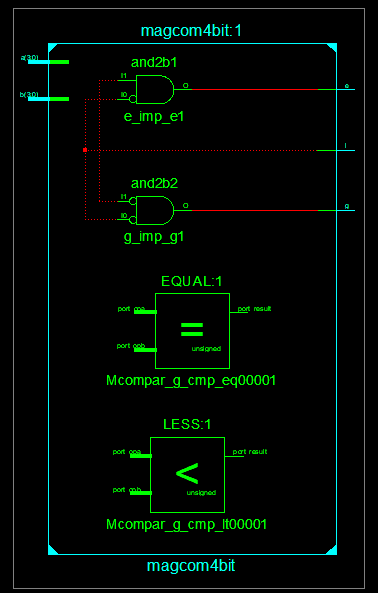 magcom4bit:1
a(3:0)
and2b1
I1
O
e
b(3:0)
I0
e_imp_e1
l
and2b2
I1
O
g
I0
g_imp_g1
EQUAL:1
port opa
port result
=
port opb
unsigned
Mcompar_g_cmp_eq00001
LESS:1
port opa
port result
<
port opb
unsigned
Mcompar_g_cmp_lt00001
magcom4bit